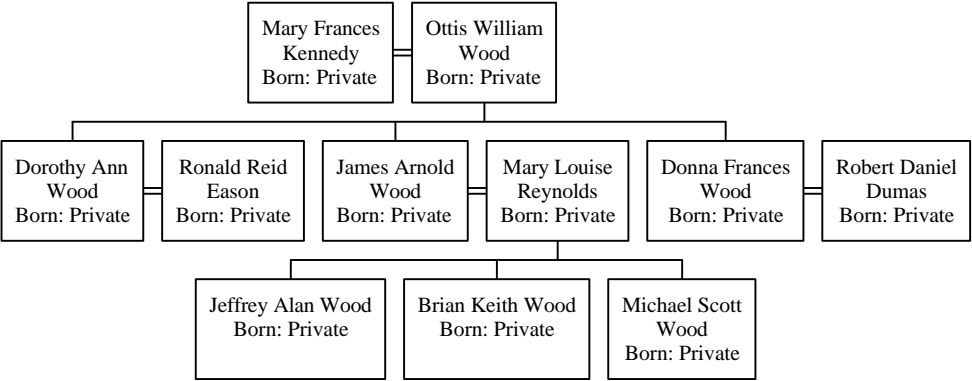 Mary Frances
Kennedy
Born: Private
Ottis William
Wood
Born: Private
Dorothy Ann
Wood
Born: Private
Ronald Reid
Eason
Born: Private
James Arnold
Wood
Born: Private
Mary Louise
Reynolds
Born: Private
Donna Frances
Wood
Born: Private
Robert Daniel
Dumas
Born: Private
Jeffrey Alan Wood
Born: Private
Brian Keith Wood
Born: Private
Michael Scott
Wood
Born: Private